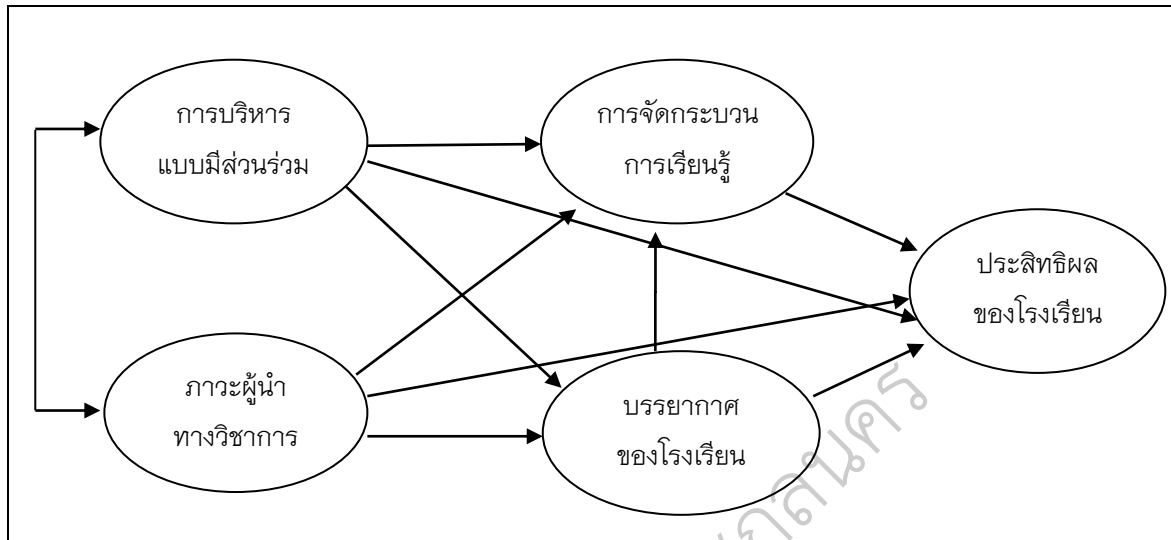 การบริหาร
แบบมีส่วนร่วม
การจัดกระบวน
การเรียนรู้
ประสิทธิผล
ของโรงเรียน
ภาวะผู้นำ
ทางวิชาการ
บรรยากาศ
ของโรงเรียน